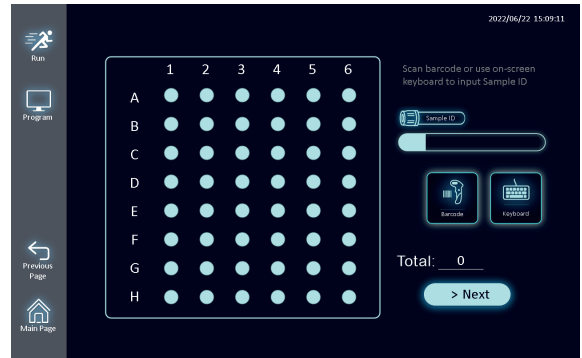 2022/06/22 15:09:11
Run
Program
Previous
Page
Main Page
1 2 3 4 5 6
A
B
C
D
E
F
G
H
Scan barcode or use on-screen
keyboard to input Sample ID
Sample ID
Barcode
Keyboard
Total: 0
> Next